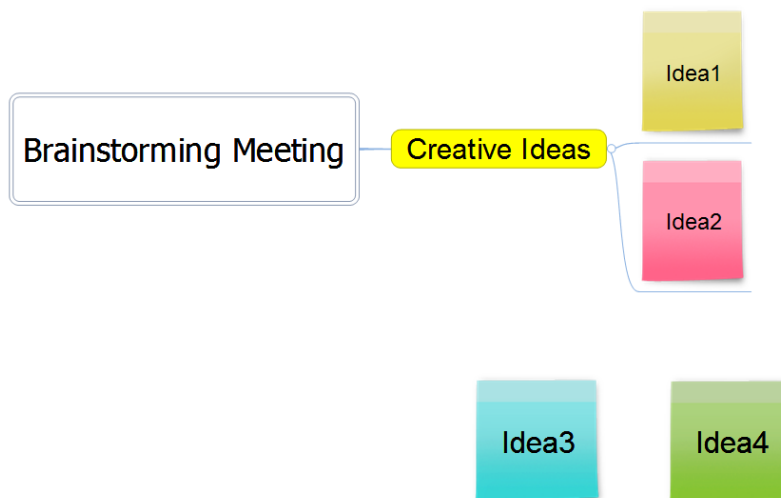 Brainstorming Meeting
Creative Ideas
Idea1
Idea2
Idea3
Idea4